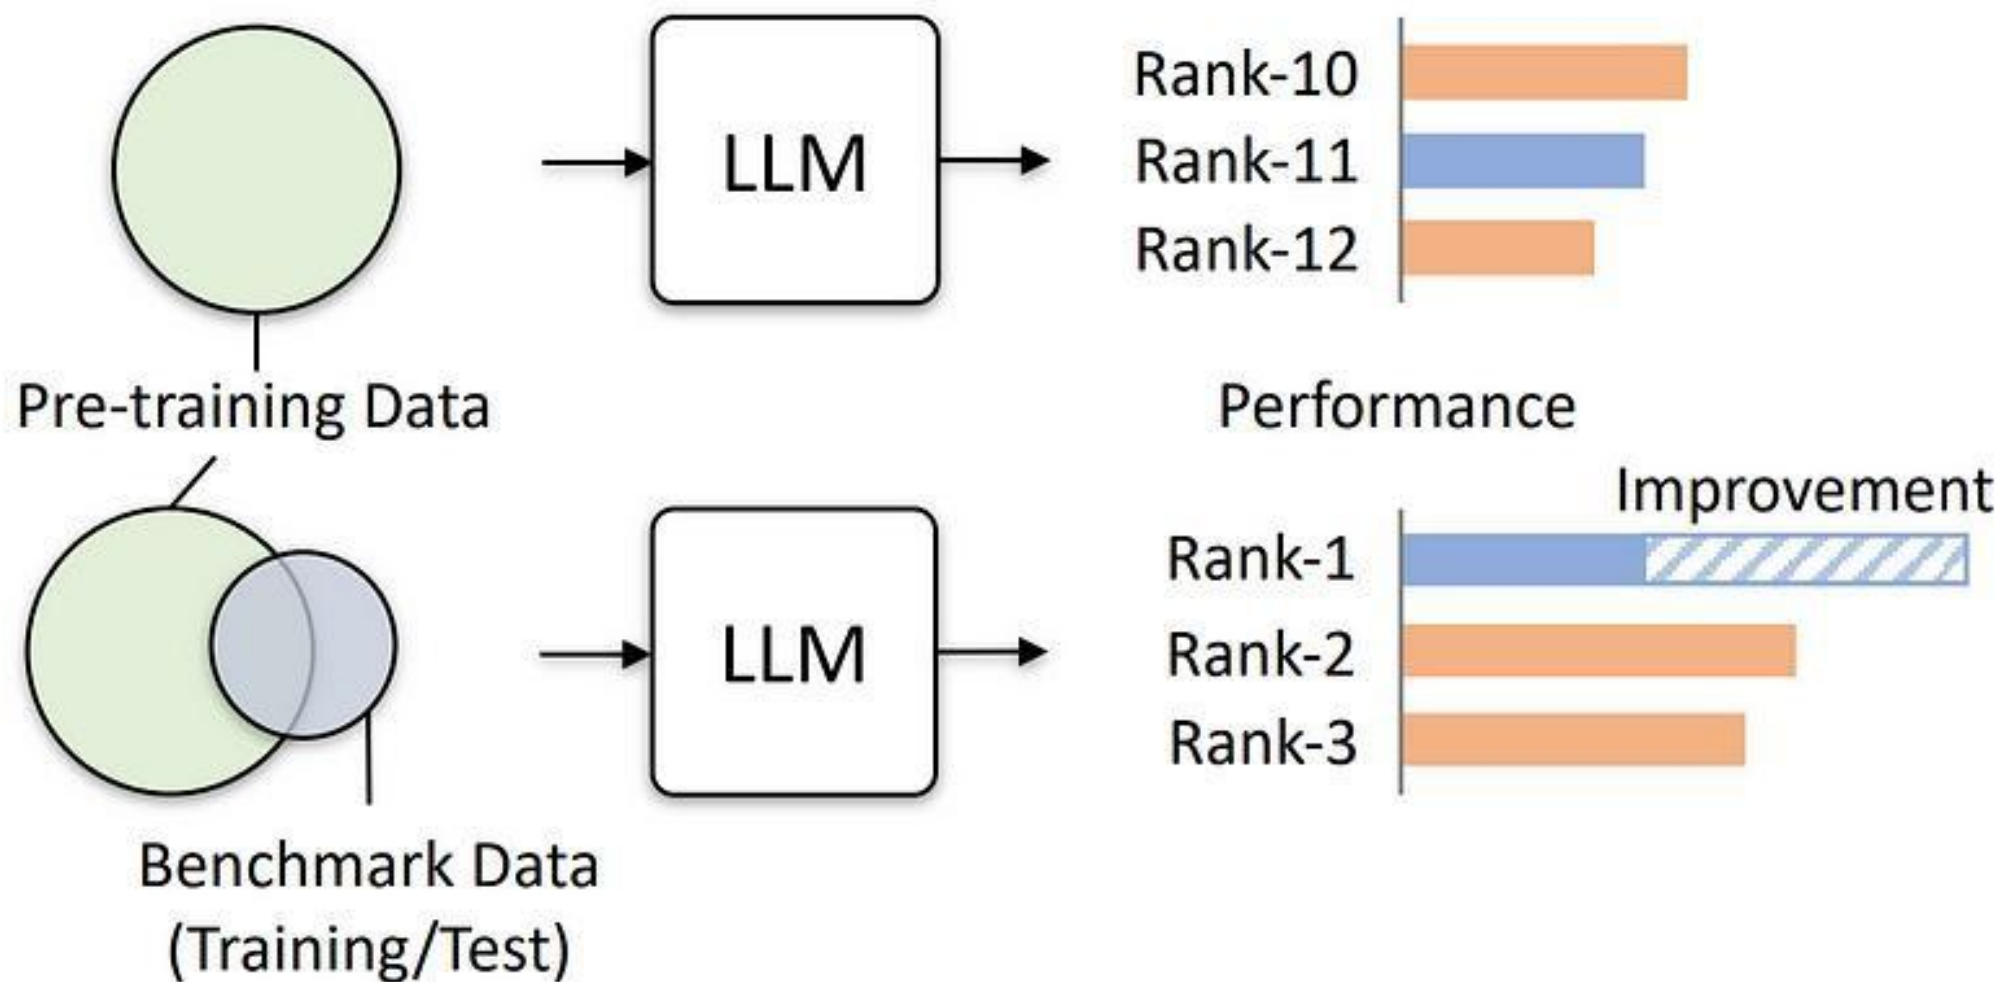 LLM
Rank-10
Rank-11
Rank-12
Pre-training Data
Performance
Improvement
LLM
Rank-1
Rank-2
Rank-3
Benchmark Data
(Training/Test)